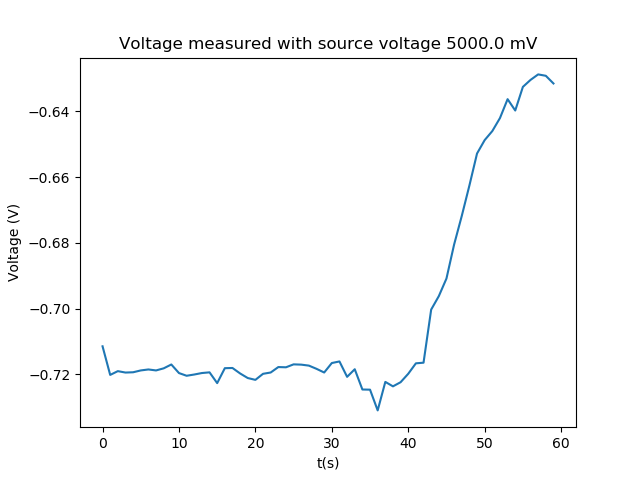 Voltage measured with source voltage 5000.0 mV
−0.64
−0.66
−0.68
−0.70
−0.72
Voltage (V)
0 10 20 30 40 50 60
t(s)